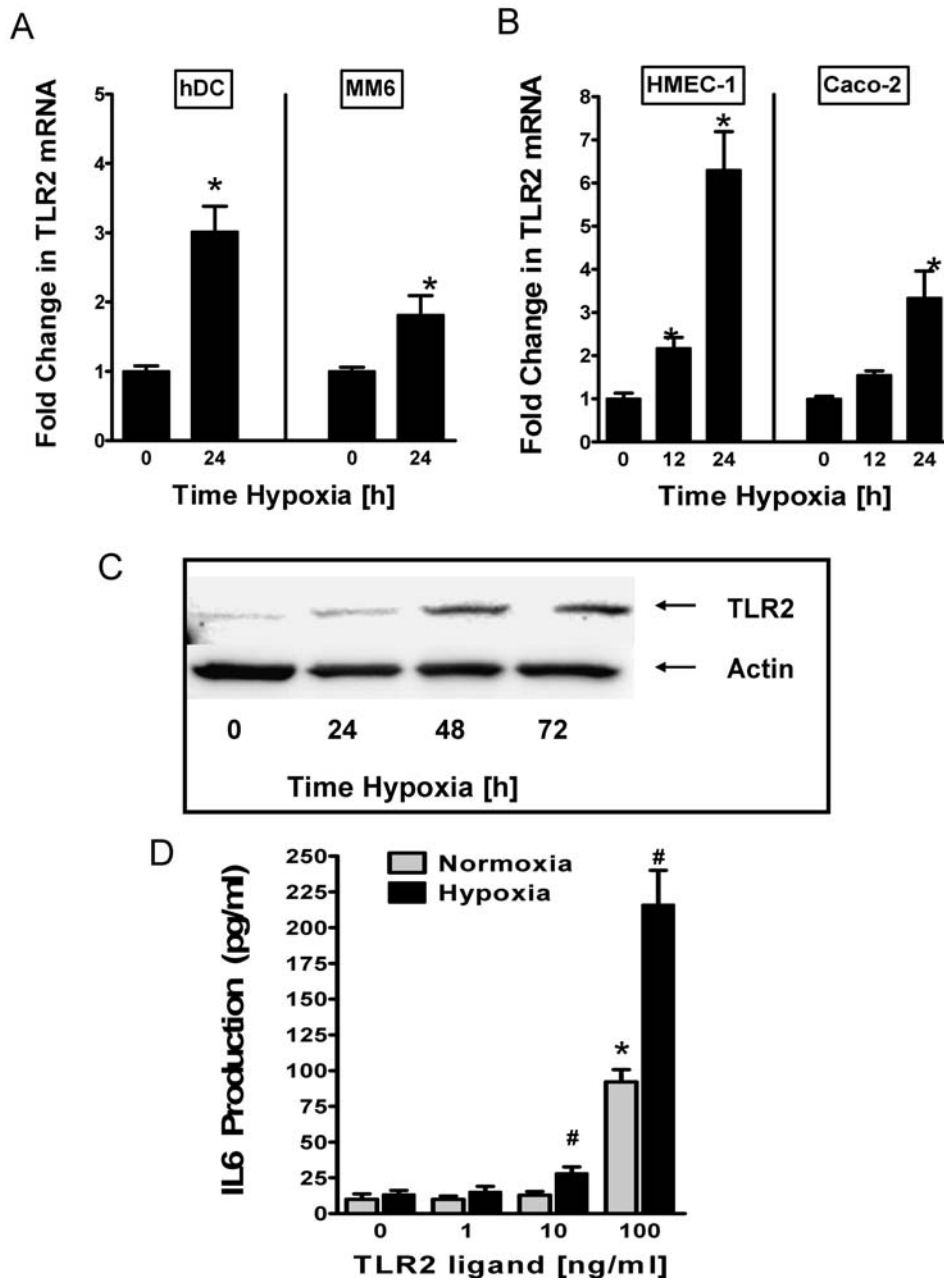 A
B
hDC
MM6
Fold Change in TLR2 mRNA
5
4
3
2
1
0
*
*
0
24
0
24
Time Hypoxia [h]
HMEC-1
Caco-2
Fold Change in TLR2 mRNA
8
7
6
5
4
3
2
1
0
*
*
*
0
12
24
0
12
24
Time Hypoxia [h]
C
TLR2
Actin
0
24
48
72
Time Hypoxia [h]
D
Normoxia
Hypoxia
IL6 Production (pg/ml)
250
225
200
175
150
125
100
75
50
25
0
#
*
#
0
1
10
100
TLR2 ligand [ng/ml]